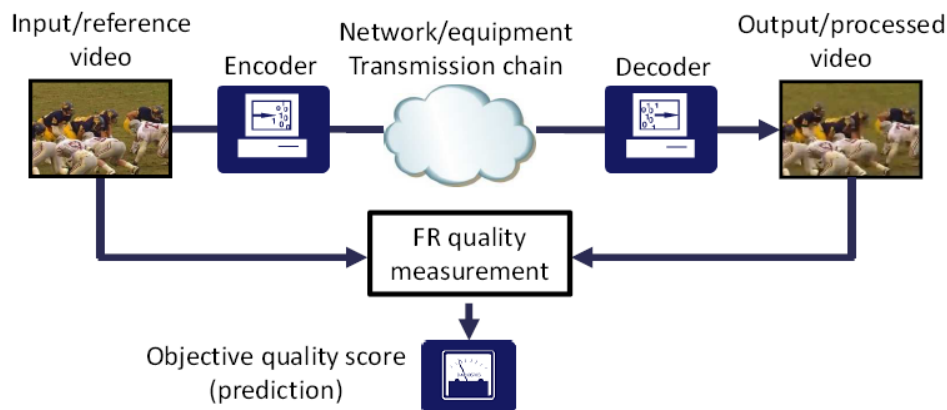 Input/reference
video
Encoder
Network/equipment
Transmission chain
Decoder
Output/processed
video
FR quality
measurement
Objective quality score
(prediction)